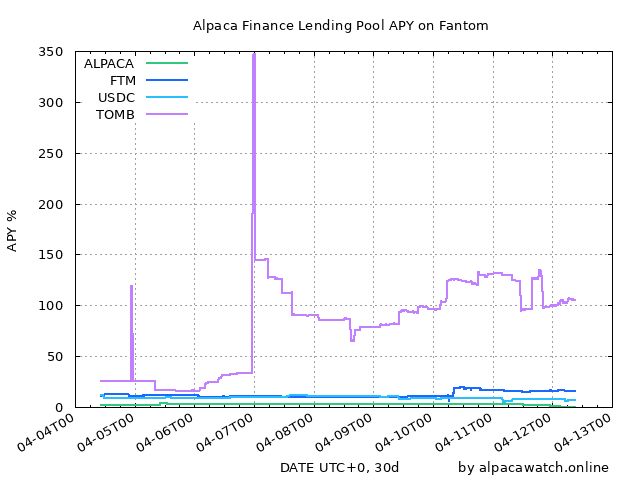 Alpaca Finance Lending Pool APY on Fantom
350
300
250
200
150
100
50
0
APY %
ALPACA
FTM
USDC
TOMB
04-04T00
04-05T00
04-06T00
04-07T00
04-08T00
04-09T00
04-10T00
04-11T00
04-12T00
04-13T00
DATE UTC+0, 30d
by alpacawatch.online